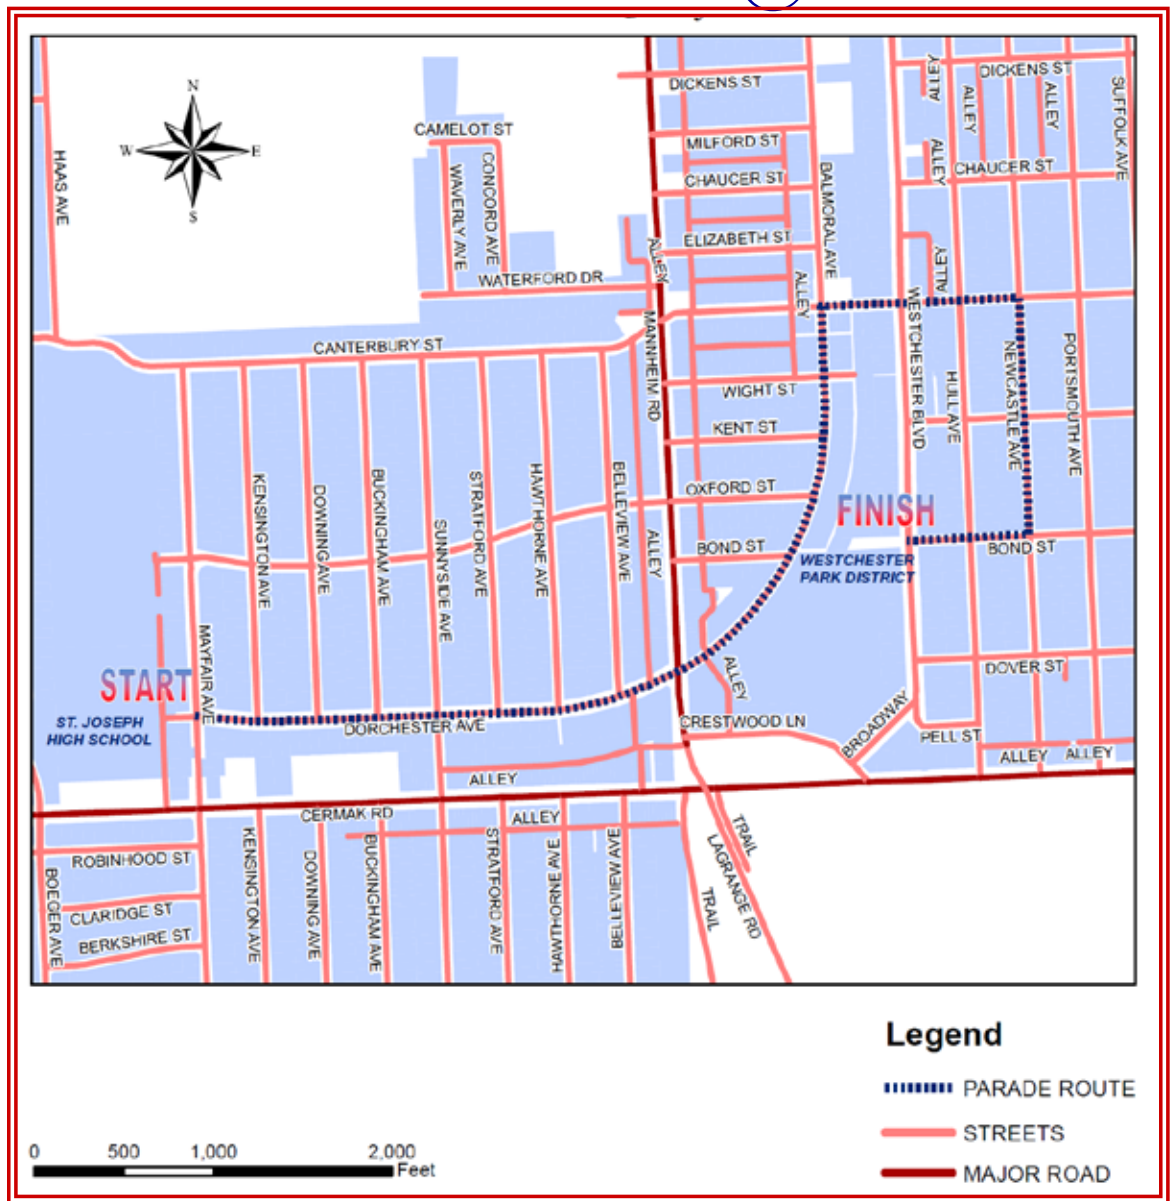 DICKENS ST
DICKENS ST
ALLEY
ALLEY
ALLEY
SUFFOLK AVE
N
W
E
S
CAMELOT ST
MILFORD ST
ALLEY
CHAUCER ST
CHAUCER ST
HAAS AVE
WAVERLY AVE
CONCORD AVE
BALMORAL AVE
ELIZABETH ST
ALLEY
ALLEY
WATERFORD DR
ALLEY
WESTCHESTER BLVD
MANNHEIM RD
CANTERBURY ST
NEWCASTLE AVE
PORTSMOUTH AVE
HULL AVE
WIGHT ST
KENT ST
OXFORD ST
KENSINGTON AVE
DOWNING AVE
BUCKINGHAM AVE
SUNNYSIDE AVE
STRATFORD AVE
HAWTHORNE AVE
BELLEVIEW AVE
ALLEY
FINISH
BOND ST
BOND ST
WESTCHESTER
PARK DISTRICT
MAYFAIR AVE
START
ST. JOSEPH
HIGH SCHOOL
DORCHESTER AVE
ALLEY
DOVER ST
CRESTWOOD LN
BROADWAY
PELL ST
ALLEY
ALLEY
ALLEY
CERMAK RD
ALLEY
ROBINHOOD ST
BOEGER AVE
CLARIDGE ST
BERKSHIRE ST
KENSINGTON AVE
DOWNING AVE
BUCKINGHAM AVE
STRATFORD AVE
HAWTHORNE AVE
BELLEVIEW AVE
TRAIL
LAGRANGE RD
TRAIL
Legend
PARADE ROUTE
STREETS
MAJOR ROAD
0 500 1,000 2,000
Feet